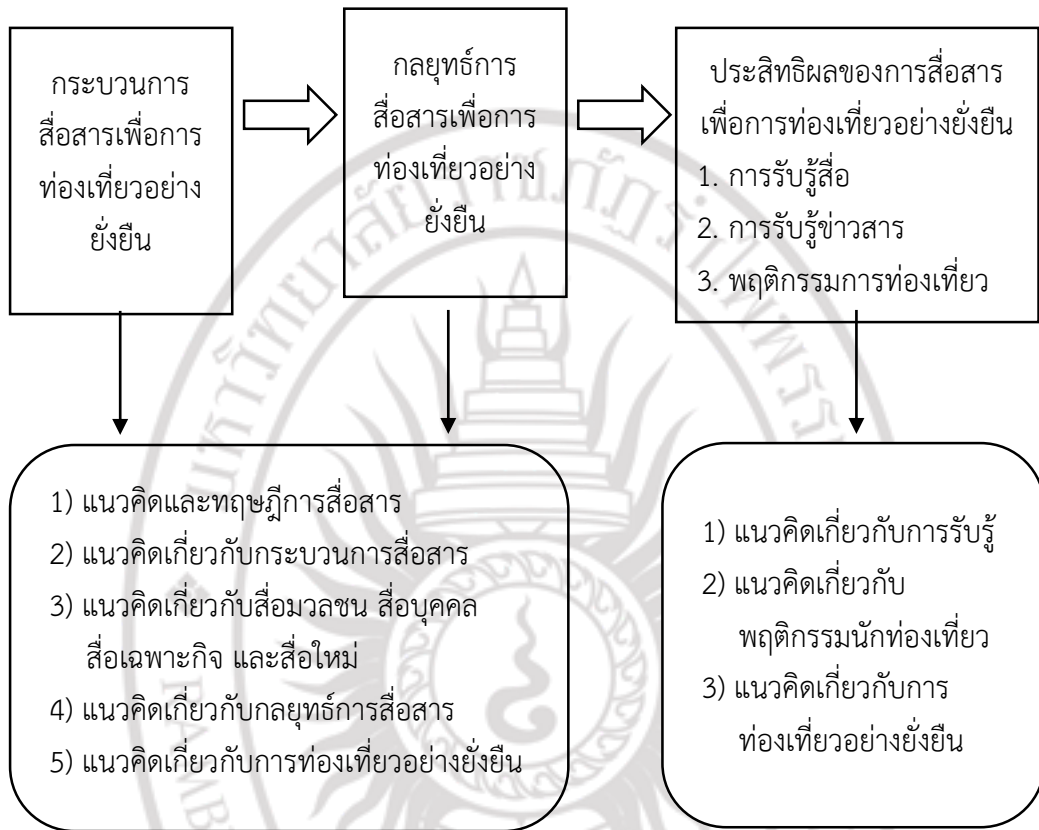 กระบวนการ
สื่อสารเพื่อการ
ท่องเที่ยวอย่าง
ยั่งยืน
กลยุทธ์การ
สื่อสารเพื่อการ
ท่องเที่ยวอย่าง
ยั่งยืน
ประสิทธิผลของการสื่อสาร
เพื่อการท่องเที่ยวอย่างยั่งยืน
1. การรับรู้สื่อ
2. การรับรู้ข่าวสาร
3. พฤติกรรมการท่องเที่ยว
1) แนวคิดและทฤษฎีการสื่อสาร
2) แนวคิดเกี่ยวกับกระบวนการสื่อสาร
3) แนวคิดเกี่ยวกับสื่อมวลชน สื่อบุคคล
สื่อเฉพาะกิจ และสื่อใหม่
4) แนวคิดเกี่ยวกับกลยุทธ์การสื่อสาร
5) แนวคิดเกี่ยวกับการท่องเที่ยวอย่างยั่งยืน
1) แนวคิดเกี่ยวกับการรับรู้
2) แนวคิดเกี่ยวกับ
พฤติกรรมนักท่องเที่ยว
3) แนวคิดเกี่ยวกับการ
ท่องเที่ยวอย่างยั่งยืน